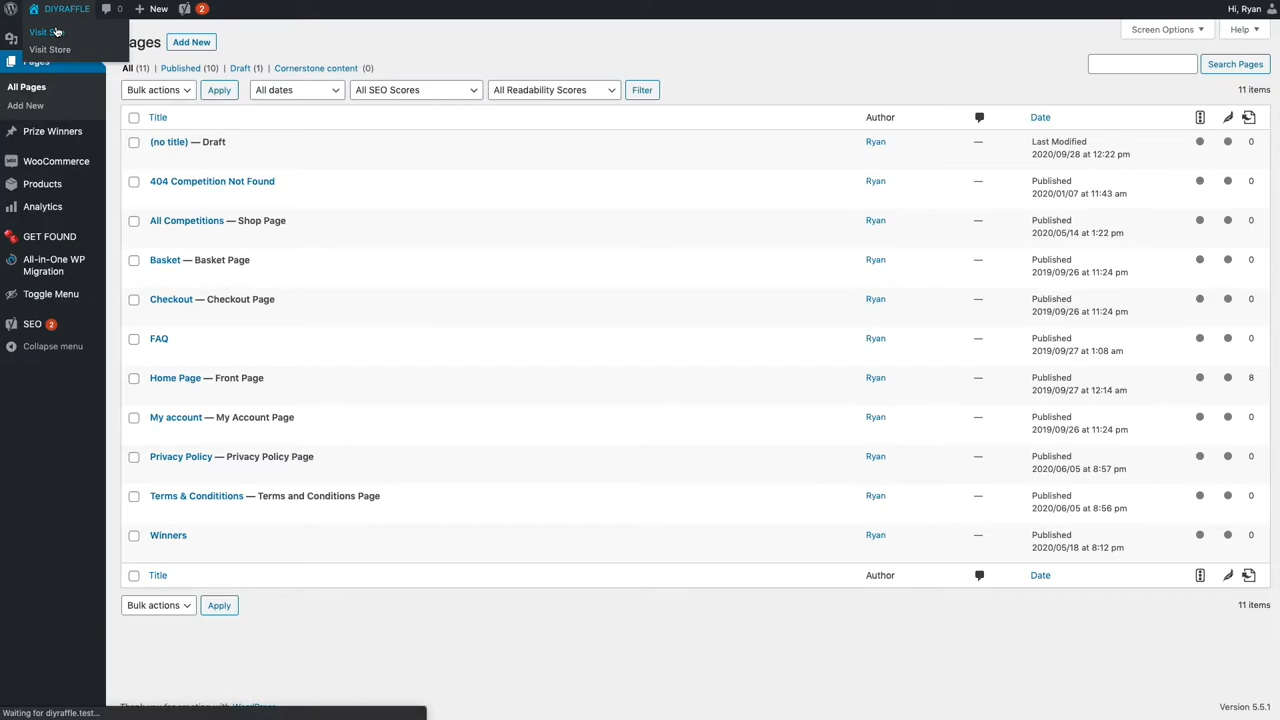 DIYRAFFLE 0 + New 2 Hi, Ryan
Visit
Visit Store
Pages
All Pages
Add New
Prize Winners
WooCommerce
Products
Analytics
GET FOUND
All-in-One WP
Migration
Toggle Menu
SEO 2
Collapse menu
Screen Options Help
Add New
All (11) | Published (10) | Draft (1) | Cornerstone content (0)
Search Pages
Bulk actions Apply All dates All SEO Scores All Readability Scores Filter 11 items
Title Author Date
(no title) — Draft Ryan — Last Modified 0
2020/09/28 at 12:22 pm
404 Competition Not Found Ryan — Published 0
2020/01/07 at 11:43 am
All Competitions — Shop Page Ryan — Published 0
2020/05/14 at 1:22 pm
Basket — Basket Page Ryan — Published 0
2019/09/26 at 11:24 pm
Checkout — Checkout Page Ryan — Published 0
2019/09/26 at 11:24 pm
FAQ Ryan — Published 0
2019/09/27 at 1:08 am
Home Page — Front Page Ryan — Published 8
2019/09/27 at 12:14 am
My account — My Account Page Ryan — Published 0
2019/09/26 at 11:24 pm
Privacy Policy — Privacy Policy Page Ryan — Published 0
2020/06/05 at 8:57 pm
Terms & Condititions — Terms and Conditions Page Ryan — Published 0
2020/06/05 at 8:56 pm
Winners Ryan — Published 0
2020/05/18 at 8:12 pm
Title Author Date
Bulk actions Apply 11 items
Thank you for creating with WordPress.
Version 5.5.1
Waiting for diyraffle.test...